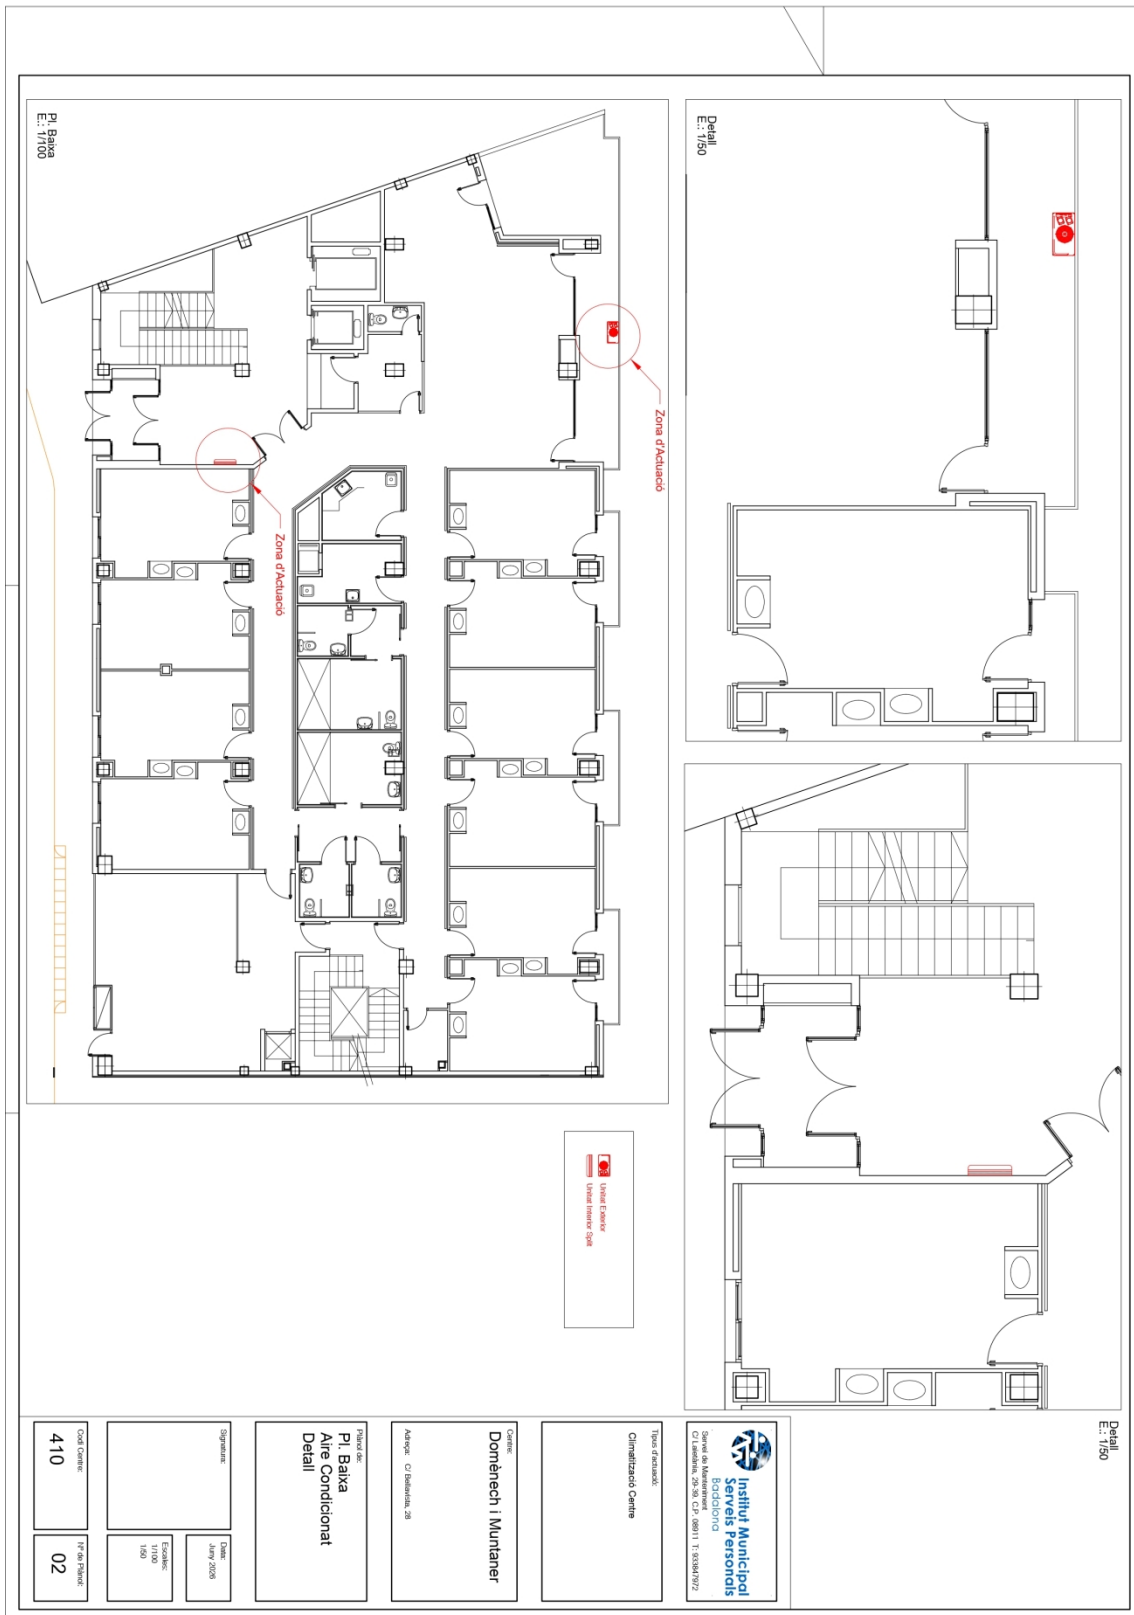 Pl. Baixa
E.: 1/100
Zona d'Actuació
Zona d'Actuació
Detall
E.: 1/50
Detall
E.: 1/50
Unitat Exterior
Unitat Interior Split
Institut Municipal
Serveis Personals
Badalona
Servei de Manteniment
C/ Laietània, 29-39, C.P. 08911 T: 933847972
Tipus d'actuació:
Climatització Centre
Centre:
Domènech i Muntaner
Adreça: C/ Bellavista, 28
Plànol de:
Pl. Baixa
Aire Condicionat
Detall
Signatura:
Data:
Juny 2026
Escales:
1/100
1/50
Codi Centre:
410
Nº de Plànol:
02